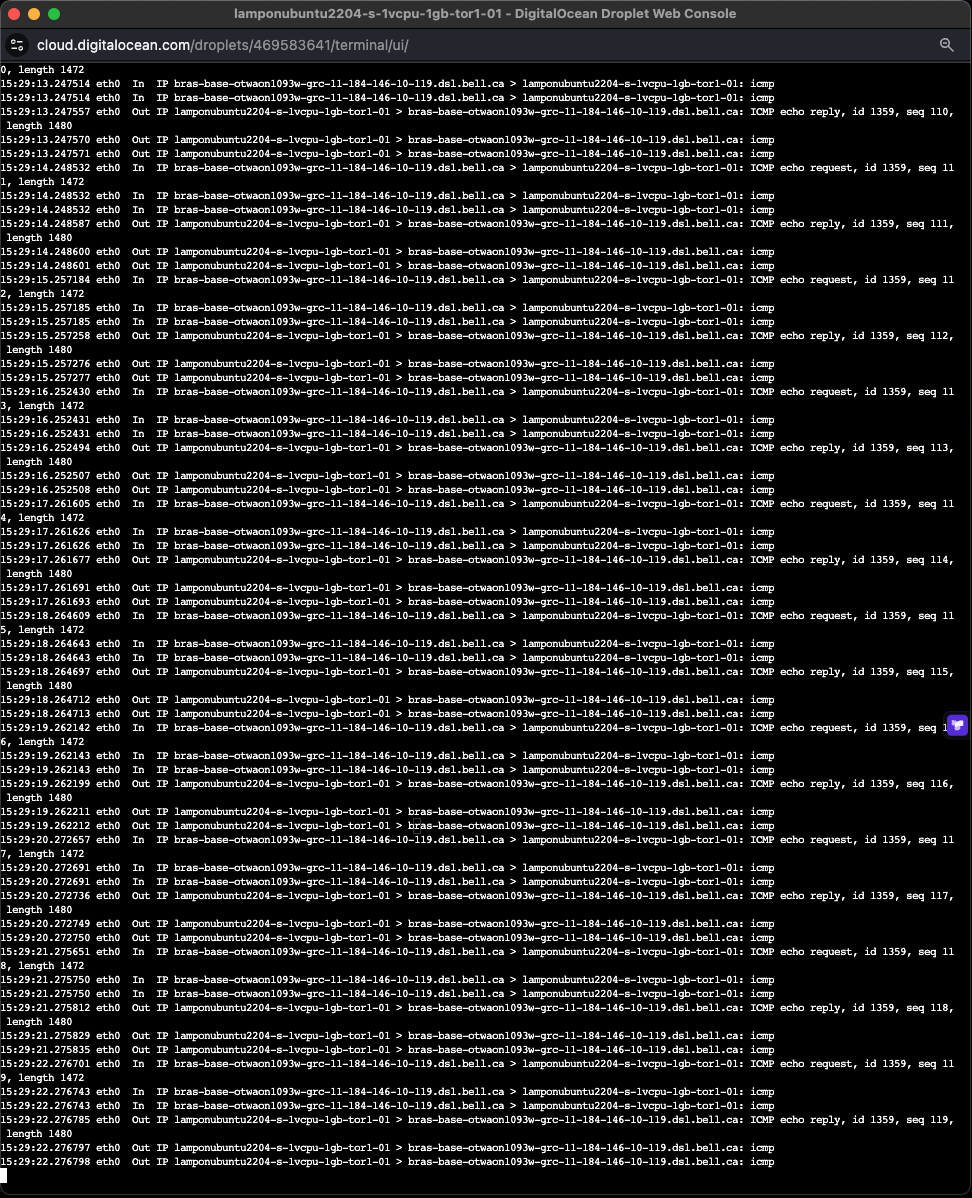 lamponubuntu2204-s-1vcpu-1gb-tor1-01 - DigitalOcean Droplet Web Console
cloud.digitalocean.com/droplets/469583641/terminal/ui/
0, length 1472
15:29:13.247514 eth0  In  IP bras-base-otwaon1093w-grc-11-184-146-10-119.dsl.bell.ca > lamponubuntu2204-s-1vcpu-1gb-tor1-01: icmp
15:29:13.247514 eth0  In  IP bras-base-otwaon1093w-grc-11-184-146-10-119.dsl.bell.ca > lamponubuntu2204-s-1vcpu-1gb-tor1-01: icmp
15:29:13.247557 eth0  Out IP lamponubuntu2204-s-1vcpu-1gb-tor1-01 > bras-base-otwaon1093w-grc-11-184-146-10-119.dsl.bell.ca: ICMP echo reply, id 1359, seq 110,
 length 1480
15:29:13.247570 eth0  Out IP lamponubuntu2204-s-1vcpu-1gb-tor1-01 > bras-base-otwaon1093w-grc-11-184-146-10-119.dsl.bell.ca: icmp
15:29:13.247571 eth0  Out IP lamponubuntu2204-s-1vcpu-1gb-tor1-01 > bras-base-otwaon1093w-grc-11-184-146-10-119.dsl.bell.ca: icmp
15:29:14.248532 eth0  In  IP bras-base-otwaon1093w-grc-11-184-146-10-119.dsl.bell.ca > lamponubuntu2204-s-1vcpu-1gb-tor1-01: ICMP echo request, id 1359, seq 11
1, length 1472
15:29:14.248532 eth0  In  IP bras-base-otwaon1093w-grc-11-184-146-10-119.dsl.bell.ca > lamponubuntu2204-s-1vcpu-1gb-tor1-01: icmp
15:29:14.248532 eth0  In  IP bras-base-otwaon1093w-grc-11-184-146-10-119.dsl.bell.ca > lamponubuntu2204-s-1vcpu-1gb-tor1-01: icmp
15:29:14.248587 eth0  Out IP lamponubuntu2204-s-1vcpu-1gb-tor1-01 > bras-base-otwaon1093w-grc-11-184-146-10-119.dsl.bell.ca: ICMP echo reply, id 1359, seq 111,
 length 1480
15:29:14.248600 eth0  Out IP lamponubuntu2204-s-1vcpu-1gb-tor1-01 > bras-base-otwaon1093w-grc-11-184-146-10-119.dsl.bell.ca: icmp
15:29:14.248601 eth0  Out IP lamponubuntu2204-s-1vcpu-1gb-tor1-01 > bras-base-otwaon1093w-grc-11-184-146-10-119.dsl.bell.ca: icmp
15:29:15.257184 eth0  In  IP bras-base-otwaon1093w-grc-11-184-146-10-119.dsl.bell.ca > lamponubuntu2204-s-1vcpu-1gb-tor1-01: ICMP echo request, id 1359, seq 11
2, length 1472
15:29:15.257185 eth0  In  IP bras-base-otwaon1093w-grc-11-184-146-10-119.dsl.bell.ca > lamponubuntu2204-s-1vcpu-1gb-tor1-01: icmp
15:29:15.257185 eth0  In  IP bras-base-otwaon1093w-grc-11-184-146-10-119.dsl.bell.ca > lamponubuntu2204-s-1vcpu-1gb-tor1-01: icmp
15:29:15.257258 eth0  Out IP lamponubuntu2204-s-1vcpu-1gb-tor1-01 > bras-base-otwaon1093w-grc-11-184-146-10-119.dsl.bell.ca: ICMP echo reply, id 1359, seq 112,
 length 1480
15:29:15.257276 eth0  Out IP lamponubuntu2204-s-1vcpu-1gb-tor1-01 > bras-base-otwaon1093w-grc-11-184-146-10-119.dsl.bell.ca: icmp
15:29:15.257277 eth0  Out IP lamponubuntu2204-s-1vcpu-1gb-tor1-01 > bras-base-otwaon1093w-grc-11-184-146-10-119.dsl.bell.ca: icmp
15:29:16.252430 eth0  In  IP bras-base-otwaon1093w-grc-11-184-146-10-119.dsl.bell.ca > lamponubuntu2204-s-1vcpu-1gb-tor1-01: ICMP echo request, id 1359, seq 11
3, length 1472
15:29:16.252431 eth0  In  IP bras-base-otwaon1093w-grc-11-184-146-10-119.dsl.bell.ca > lamponubuntu2204-s-1vcpu-1gb-tor1-01: icmp
15:29:16.252431 eth0  In  IP bras-base-otwaon1093w-grc-11-184-146-10-119.dsl.bell.ca > lamponubuntu2204-s-1vcpu-1gb-tor1-01: icmp
15:29:16.252494 eth0  Out IP lamponubuntu2204-s-1vcpu-1gb-tor1-01 > bras-base-otwaon1093w-grc-11-184-146-10-119.dsl.bell.ca: ICMP echo reply, id 1359, seq 113,
 length 1480
15:29:16.252507 eth0  Out IP lamponubuntu2204-s-1vcpu-1gb-tor1-01 > bras-base-otwaon1093w-grc-11-184-146-10-119.dsl.bell.ca: icmp
15:29:16.252508 eth0  Out IP lamponubuntu2204-s-1vcpu-1gb-tor1-01 > bras-base-otwaon1093w-grc-11-184-146-10-119.dsl.bell.ca: icmp
15:29:17.261605 eth0  In  IP bras-base-otwaon1093w-grc-11-184-146-10-119.dsl.bell.ca > lamponubuntu2204-s-1vcpu-1gb-tor1-01: ICMP echo request, id 1359, seq 11
4, length 1472
15:29:17.261626 eth0  In  IP bras-base-otwaon1093w-grc-11-184-146-10-119.dsl.bell.ca > lamponubuntu2204-s-1vcpu-1gb-tor1-01: icmp
15:29:17.261626 eth0  In  IP bras-base-otwaon1093w-grc-11-184-146-10-119.dsl.bell.ca > lamponubuntu2204-s-1vcpu-1gb-tor1-01: icmp
15:29:17.261677 eth0  Out IP lamponubuntu2204-s-1vcpu-1gb-tor1-01 > bras-base-otwaon1093w-grc-11-184-146-10-119.dsl.bell.ca: ICMP echo reply, id 1359, seq 114,
 length 1480
15:29:17.261691 eth0  Out IP lamponubuntu2204-s-1vcpu-1gb-tor1-01 > bras-base-otwaon1093w-grc-11-184-146-10-119.dsl.bell.ca: icmp
15:29:17.261693 eth0  Out IP lamponubuntu2204-s-1vcpu-1gb-tor1-01 > bras-base-otwaon1093w-grc-11-184-146-10-119.dsl.bell.ca: icmp
15:29:18.264609 eth0  In  IP bras-base-otwaon1093w-grc-11-184-146-10-119.dsl.bell.ca > lamponubuntu2204-s-1vcpu-1gb-tor1-01: ICMP echo request, id 1359, seq 11
5, length 1472
15:29:18.264643 eth0  In  IP bras-base-otwaon1093w-grc-11-184-146-10-119.dsl.bell.ca > lamponubuntu2204-s-1vcpu-1gb-tor1-01: icmp
15:29:18.264643 eth0  In  IP bras-base-otwaon1093w-grc-11-184-146-10-119.dsl.bell.ca > lamponubuntu2204-s-1vcpu-1gb-tor1-01: icmp
15:29:18.264697 eth0  Out IP lamponubuntu2204-s-1vcpu-1gb-tor1-01 > bras-base-otwaon1093w-grc-11-184-146-10-119.dsl.bell.ca: ICMP echo reply, id 1359, seq 115,
 length 1480
15:29:18.264712 eth0  Out IP lamponubuntu2204-s-1vcpu-1gb-tor1-01 > bras-base-otwaon1093w-grc-11-184-146-10-119.dsl.bell.ca: icmp
15:29:18.264713 eth0  Out IP lamponubuntu2204-s-1vcpu-1gb-tor1-01 > bras-base-otwaon1093w-grc-11-184-146-10-119.dsl.bell.ca: icmp
15:29:19.262142 eth0  In  IP bras-base-otwaon1093w-grc-11-184-146-10-119.dsl.bell.ca > lamponubuntu2204-s-1vcpu-1gb-tor1-01: ICMP echo request, id 1359, seq
6, length 1472
15:29:19.262143 eth0  In  IP bras-base-otwaon1093w-grc-11-184-146-10-119.dsl.bell.ca > lamponubuntu2204-s-1vcpu-1gb-tor1-01: icmp
15:29:19.262143 eth0  In  IP bras-base-otwaon1093w-grc-11-184-146-10-119.dsl.bell.ca > lamponubuntu2204-s-1vcpu-1gb-tor1-01: icmp
15:29:19.262199 eth0  Out IP lamponubuntu2204-s-1vcpu-1gb-tor1-01 > bras-base-otwaon1093w-grc-11-184-146-10-119.dsl.bell.ca: ICMP echo reply, id 1359, seq 116,
 length 1480
15:29:19.262211 eth0  Out IP lamponubuntu2204-s-1vcpu-1gb-tor1-01 > bras-base-otwaon1093w-grc-11-184-146-10-119.dsl.bell.ca: icmp
15:29:19.262212 eth0  Out IP lamponubuntu2204-s-1vcpu-1gb-tor1-01 > bras-base-otwaon1093w-grc-11-184-146-10-119.dsl.bell.ca: icmp
15:29:20.272657 eth0  In  IP bras-base-otwaon1093w-grc-11-184-146-10-119.dsl.bell.ca > lamponubuntu2204-s-1vcpu-1gb-tor1-01: ICMP echo request, id 1359, seq 11
7, length 1472
15:29:20.272691 eth0  In  IP bras-base-otwaon1093w-grc-11-184-146-10-119.dsl.bell.ca > lamponubuntu2204-s-1vcpu-1gb-tor1-01: icmp
15:29:20.272691 eth0  In  IP bras-base-otwaon1093w-grc-11-184-146-10-119.dsl.bell.ca > lamponubuntu2204-s-1vcpu-1gb-tor1-01: icmp
15:29:20.272736 eth0  Out IP lamponubuntu2204-s-1vcpu-1gb-tor1-01 > bras-base-otwaon1093w-grc-11-184-146-10-119.dsl.bell.ca: ICMP echo reply, id 1359, seq 117,
 length 1480
15:29:20.272749 eth0  Out IP lamponubuntu2204-s-1vcpu-1gb-tor1-01 > bras-base-otwaon1093w-grc-11-184-146-10-119.dsl.bell.ca: icmp
15:29:20.272750 eth0  Out IP lamponubuntu2204-s-1vcpu-1gb-tor1-01 > bras-base-otwaon1093w-grc-11-184-146-10-119.dsl.bell.ca: icmp
15:29:21.275651 eth0  In  IP bras-base-otwaon1093w-grc-11-184-146-10-119.dsl.bell.ca > lamponubuntu2204-s-1vcpu-1gb-tor1-01: ICMP echo request, id 1359, seq 11
8, length 1472
15:29:21.275750 eth0  In  IP bras-base-otwaon1093w-grc-11-184-146-10-119.dsl.bell.ca > lamponubuntu2204-s-1vcpu-1gb-tor1-01: icmp
15:29:21.275750 eth0  In  IP bras-base-otwaon1093w-grc-11-184-146-10-119.dsl.bell.ca > lamponubuntu2204-s-1vcpu-1gb-tor1-01: icmp
15:29:21.275812 eth0  Out IP lamponubuntu2204-s-1vcpu-1gb-tor1-01 > bras-base-otwaon1093w-grc-11-184-146-10-119.dsl.bell.ca: ICMP echo reply, id 1359, seq 118,
 length 1480
15:29:21.275829 eth0  Out IP lamponubuntu2204-s-1vcpu-1gb-tor1-01 > bras-base-otwaon1093w-grc-11-184-146-10-119.dsl.bell.ca: icmp
15:29:21.275835 eth0  Out IP lamponubuntu2204-s-1vcpu-1gb-tor1-01 > bras-base-otwaon1093w-grc-11-184-146-10-119.dsl.bell.ca: icmp
15:29:22.276701 eth0  In  IP bras-base-otwaon1093w-grc-11-184-146-10-119.dsl.bell.ca > lamponubuntu2204-s-1vcpu-1gb-tor1-01: ICMP echo request, id 1359, seq 11
9, length 1472
15:29:22.276743 eth0  In  IP bras-base-otwaon1093w-grc-11-184-146-10-119.dsl.bell.ca > lamponubuntu2204-s-1vcpu-1gb-tor1-01: icmp
15:29:22.276743 eth0  In  IP bras-base-otwaon1093w-grc-11-184-146-10-119.dsl.bell.ca > lamponubuntu2204-s-1vcpu-1gb-tor1-01: icmp
15:29:22.276785 eth0  Out IP lamponubuntu2204-s-1vcpu-1gb-tor1-01 > bras-base-otwaon1093w-grc-11-184-146-10-119.dsl.bell.ca: ICMP echo reply, id 1359, seq 119,
 length 1480
15:29:22.276797 eth0  Out IP lamponubuntu2204-s-1vcpu-1gb-tor1-01 > bras-base-otwaon1093w-grc-11-184-146-10-119.dsl.bell.ca: icmp
15:29:22.276798 eth0  Out IP lamponubuntu2204-s-1vcpu-1gb-tor1-01 > bras-base-otwaon1093w-grc-11-184-146-10-119.dsl.bell.ca: icmp